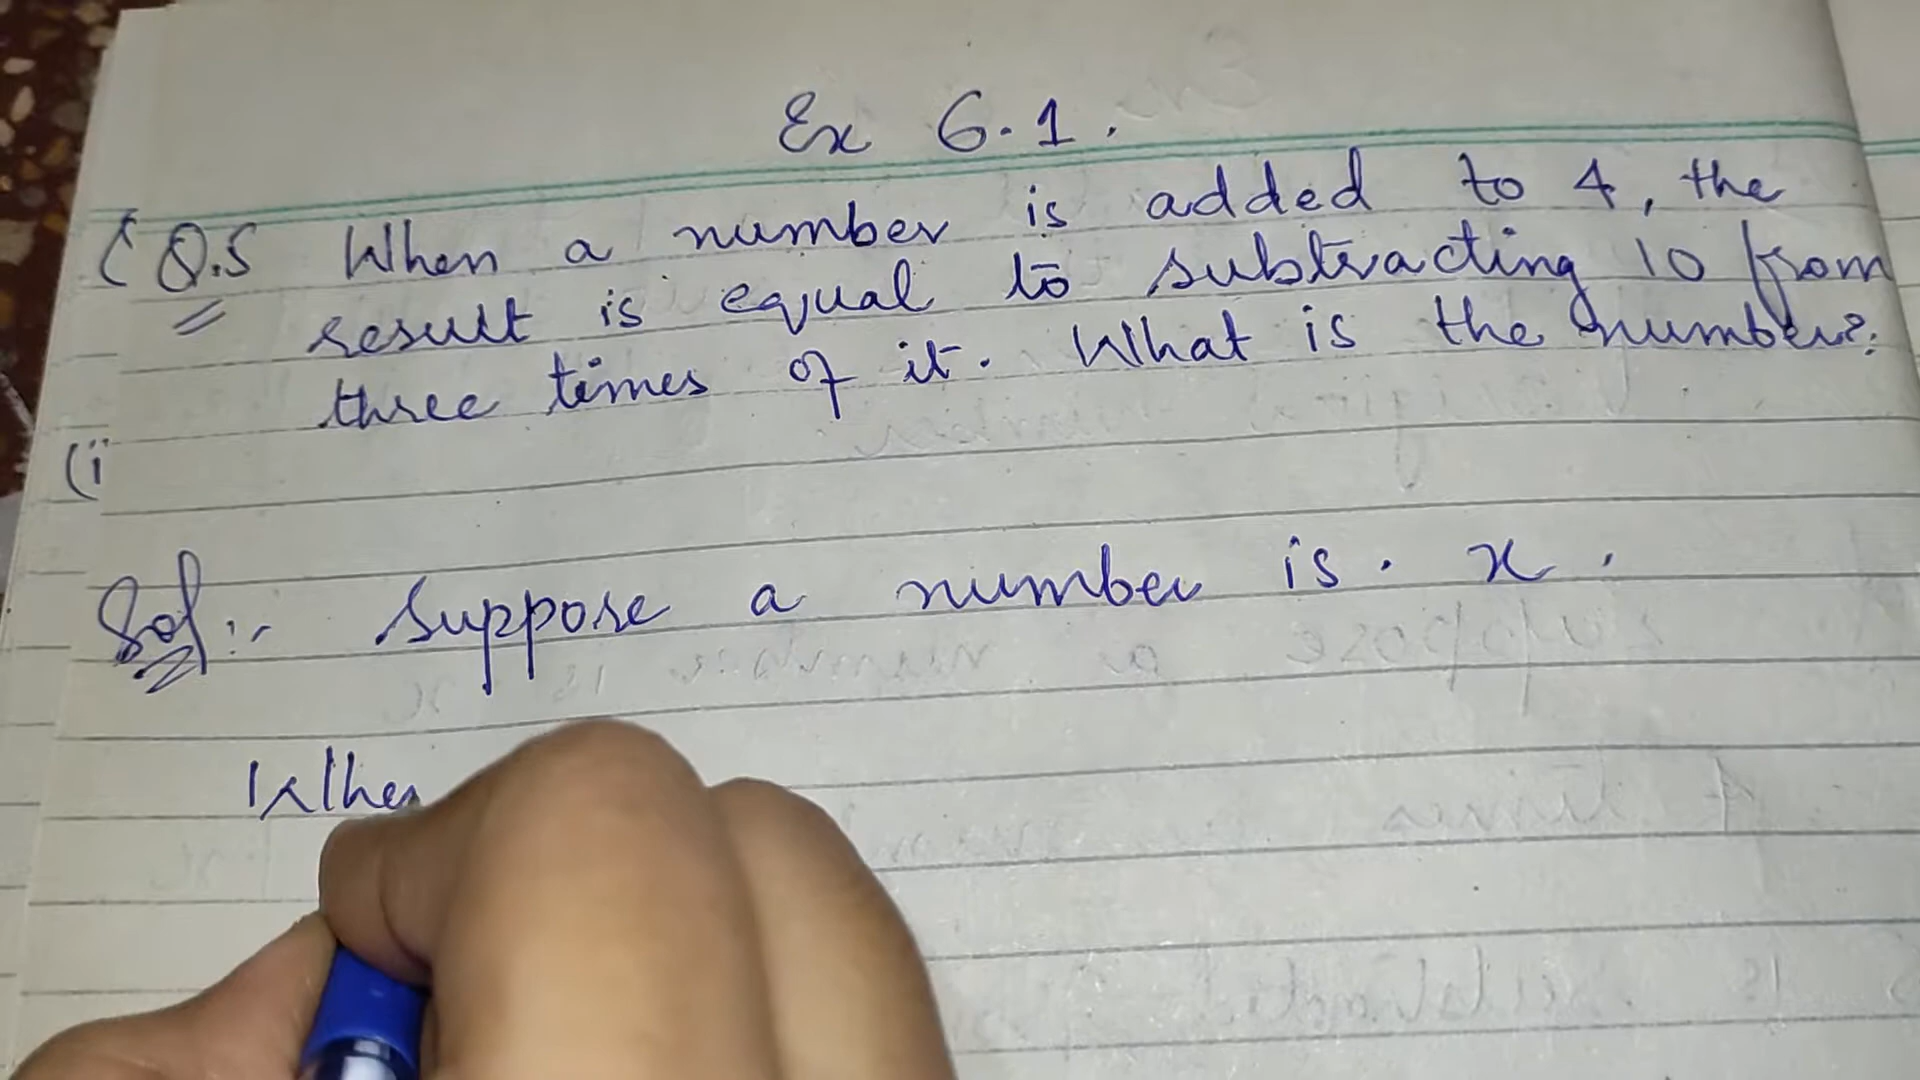 Ex 6.1.
Q.5 When a number is added to 4, the
result is equal to subtracting 10 from
three times of it. What is the number?
(i
Sol:- Suppose a number is. x.
When